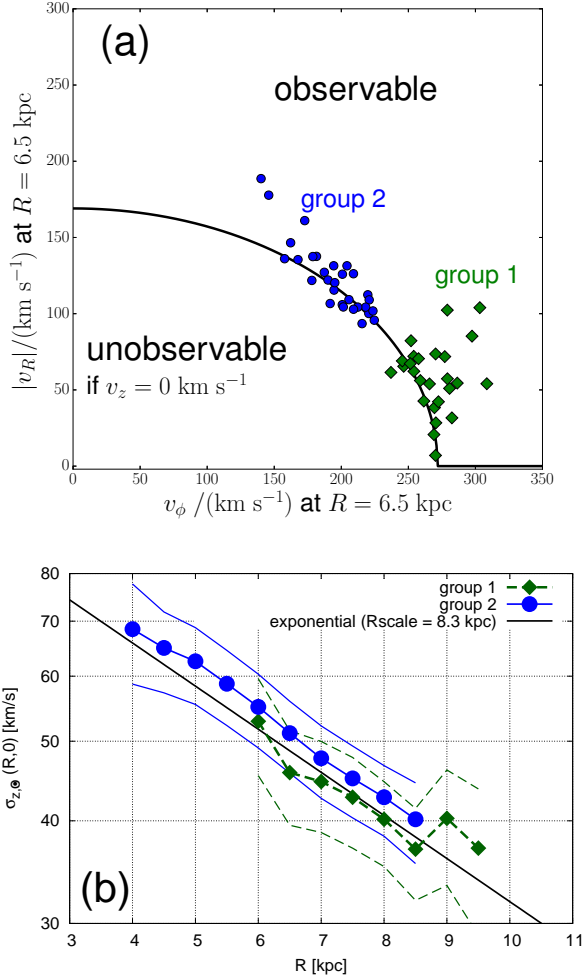 (a)
300
250
200
150
100
50
0
|v_R|/(km s⁻¹) at R = 6.5 kpc
observable
group 2
group 1
unobservable
if v_z = 0 km s⁻¹
0 50 100 150 200 250 300 350
v_ϕ /(km s⁻¹) at R = 6.5 kpc
80
70
60
50
40
30
σ_{z,⊙} (R,0) [km/s]
group 1
group 2
exponential (Rscale = 8.3 kpc)
(b)
3 4 5 6 7 8 9 10 11
R [kpc]